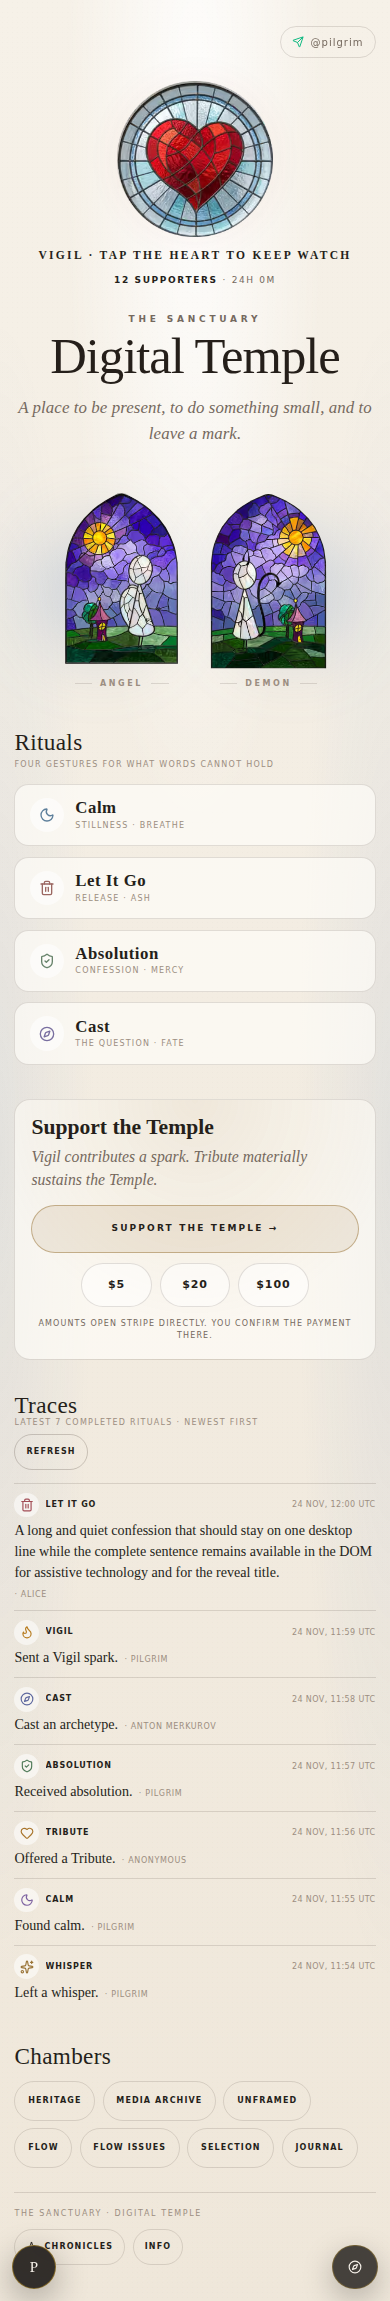 @pilgrim
VIGIL · TAP THE HEART TO KEEP WATCH
12 SUPPORTERS · 24H 0M
THE SANCTUARY
Digital Temple
A place to be present, to do something small, and to
leave a mark.
ANGEL
DEMON
Rituals
FOUR GESTURES FOR WHAT WORDS CANNOT HOLD
Calm
STILLNESS · BREATHE
Let It Go
RELEASE · ASH
Absolution
CONFESSION · MERCY
Cast
THE QUESTION · FATE
Support the Temple
Vigil contributes a spark. Tribute materially
sustains the Temple.
SUPPORT THE TEMPLE →
$5
$20
$100
AMOUNTS OPEN STRIPE DIRECTLY. YOU CONFIRM THE PAYMENT
THERE.
Traces
LATEST 7 COMPLETED RITUALS · NEWEST FIRST
REFRESH
LET IT GO
24 NOV, 12:00 UTC
A long and quiet confession that should stay on one desktop
line while the complete sentence remains available in the DOM
for assistive technology and for the reveal title.
· ALICE
VIGIL
24 NOV, 11:59 UTC
Sent a Vigil spark. · PILGRIM
CAST
24 NOV, 11:58 UTC
Cast an archetype. · ANTON MERKUROV
ABSOLUTION
24 NOV, 11:57 UTC
Received absolution. · PILGRIM
TRIBUTE
24 NOV, 11:56 UTC
Offered a Tribute. · ANONYMOUS
CALM
24 NOV, 11:55 UTC
Found calm. · PILGRIM
WHISPER
24 NOV, 11:54 UTC
Left a whisper. · PILGRIM
Chambers
HERITAGE
MEDIA ARCHIVE
UNFRAMED
FLOW
FLOW ISSUES
SELECTION
JOURNAL
THE SANCTUARY · DIGITAL TEMPLE
CHRONICLES
INFO
P